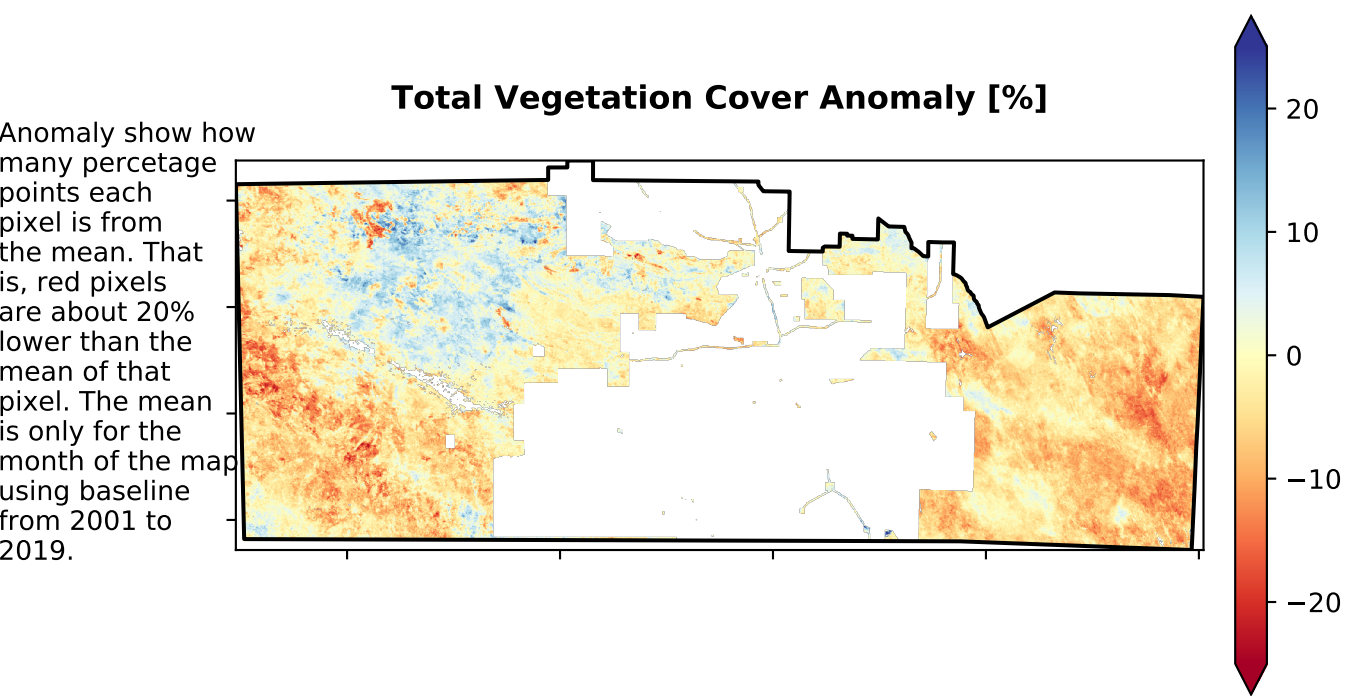 Total Vegetation Cover Anomaly [%]
Anomaly show how
many percetage
points each
pixel is from
the mean. That
is, red pixels
are about 20%
lower than the
mean of that
pixel. The mean
is only for the
month of the map
using baseline
from 2001 to
2019.
20
10
0
−10
−20